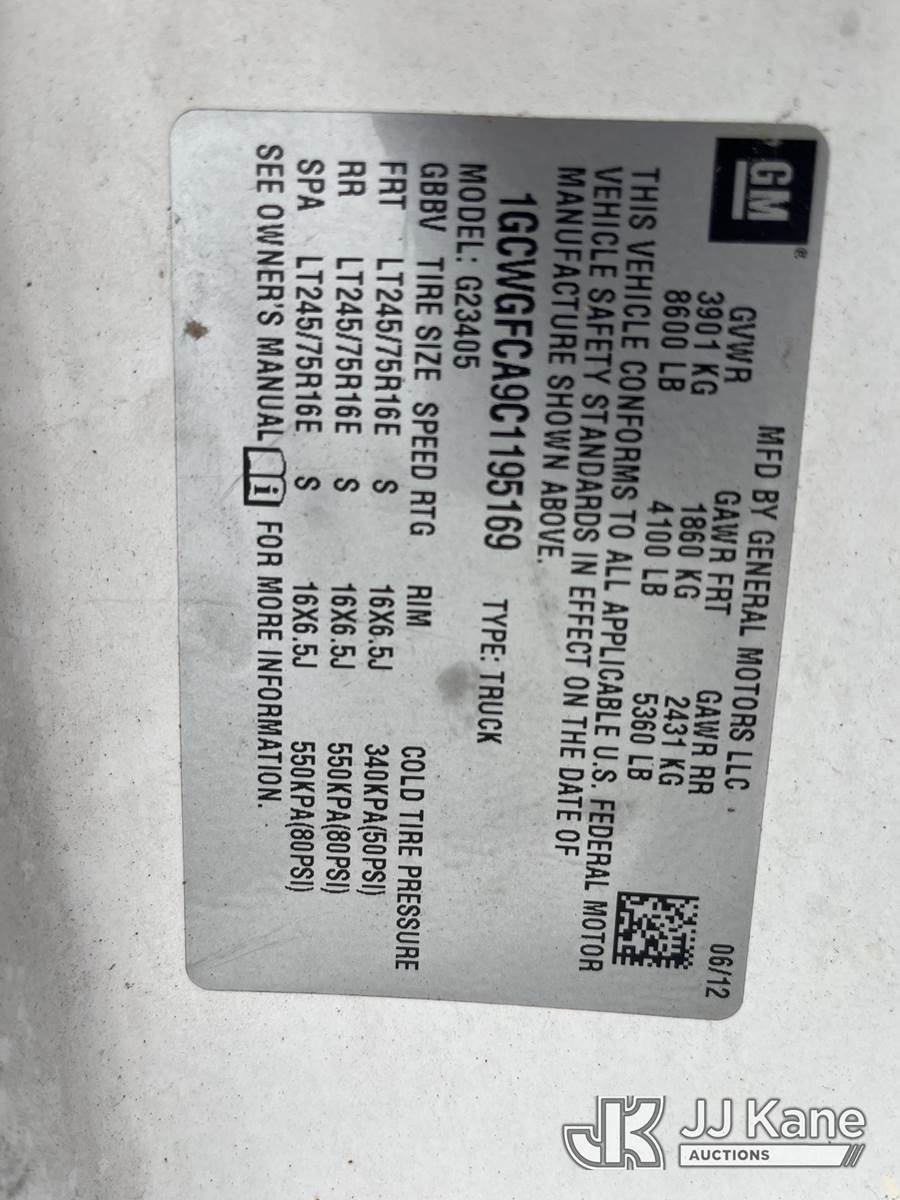 GM®
MFD BY GENERAL MOTORS LLC
06/12
GVWR GAWR FRT GAWR RR
3901 KG 1860 KG 2431 KG
8600 LB 4100 LB 5360 LB
THIS VEHICLE CONFORMS TO ALL APPLICABLE U.S. FEDERAL MOTOR
VEHICLE SAFETY STANDARDS IN EFFECT ON THE DATE OF
MANUFACTURE SHOWN ABOVE.
1GCWGFCA9C1195169 TYPE: TRUCK
MODEL: G23405
GBBV TIRE SIZE SPEED RTG RIM COLD TIRE PRESSURE
FRT LT245/75R16E S 16X6.5J 340KPA(50PSI)
RR LT245/75R16E S 16X6.5J 550KPA(80PSI)
SPA LT245/75R16E S 16X6.5J 550KPA(80PSI)
SEE OWNER'S MANUAL i FOR MORE INFORMATION.
JK JJ Kane
AUCTIONS